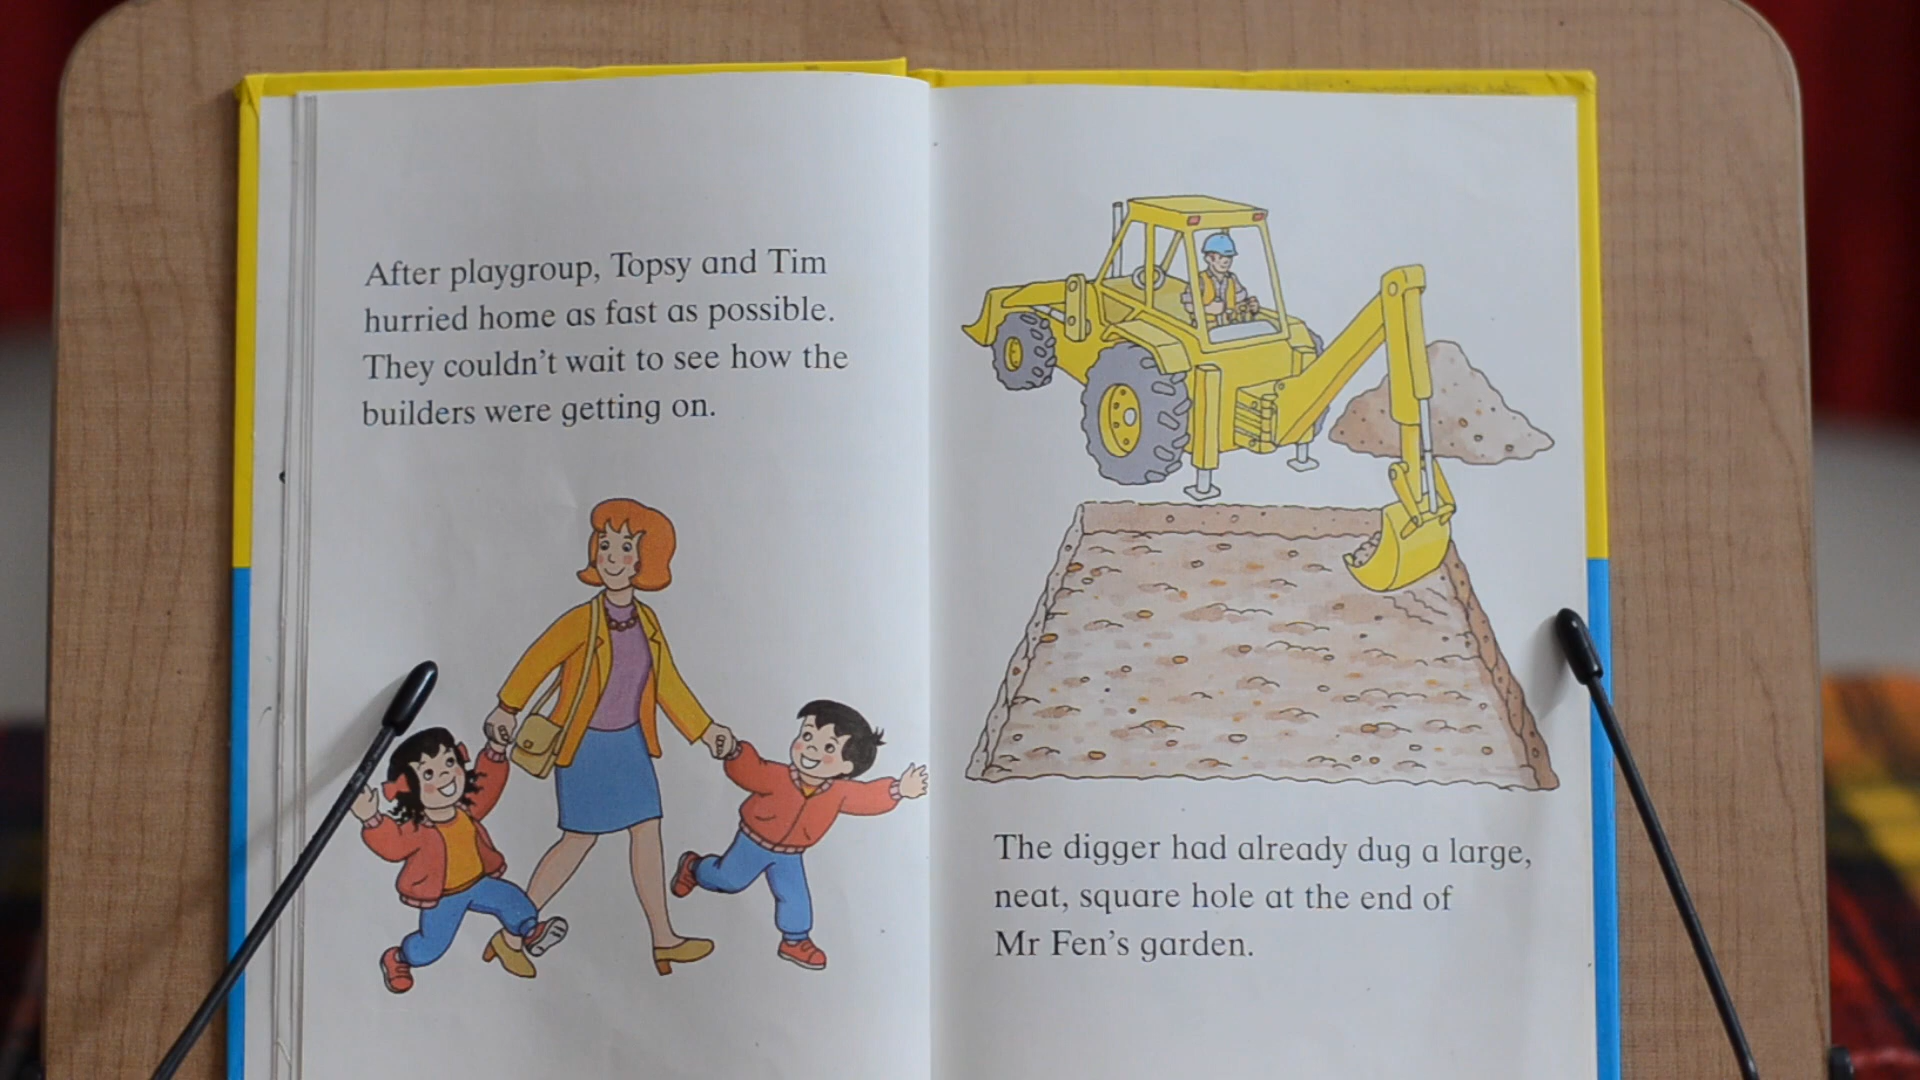 After playgroup, Topsy and Tim
hurried home as fast as possible.
They couldn't wait to see how the
builders were getting on.
The digger had already dug a large,
neat, square hole at the end of
Mr Fen's garden.